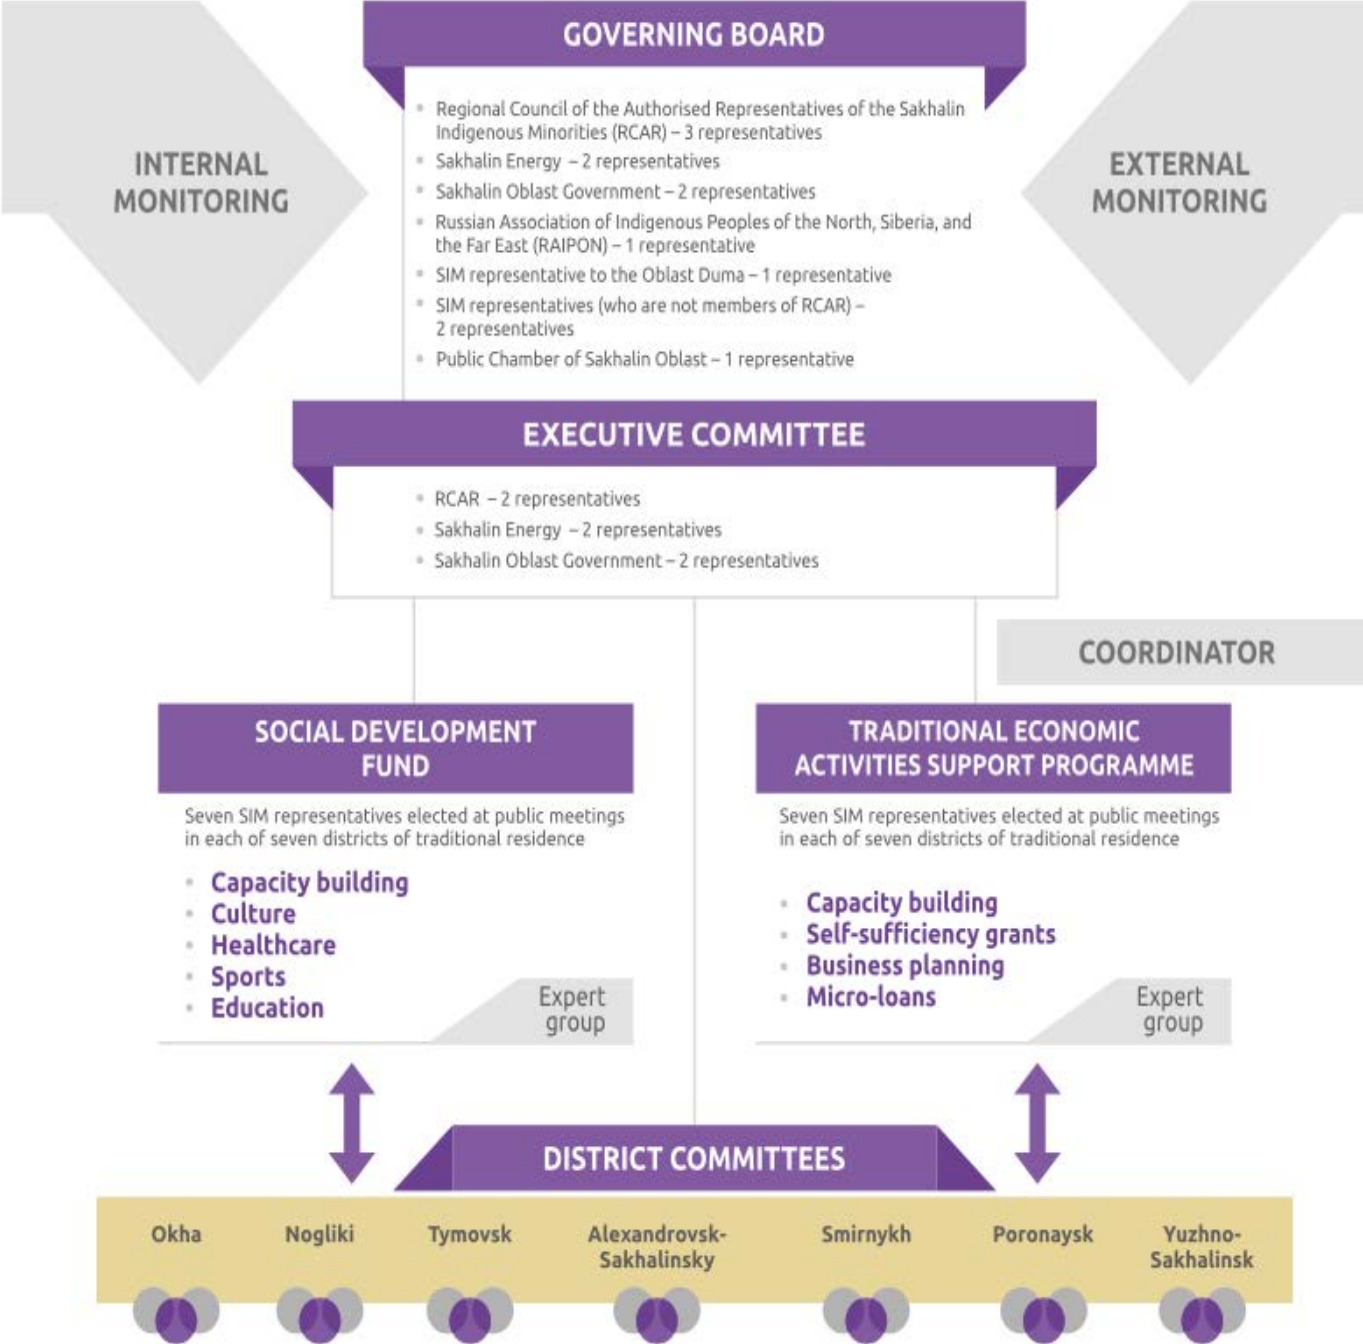 GOVERNING BOARD
INTERNAL
MONITORING
EXTERNAL
MONITORING
• Regional Council of the Authorised Representatives of the Sakhalin
Indigenous Minorities (RCAR) – 3 representatives
• Sakhalin Energy – 2 representatives
• Sakhalin Oblast Government – 2 representatives
• Russian Association of Indigenous Peoples of the North, Siberia, and
the Far East (RAIPON) – 1 representative
• SIM representative to the Oblast Duma – 1 representative
• SIM representatives (who are not members of RCAR) –
2 representatives
• Public Chamber of Sakhalin Oblast – 1 representative
EXECUTIVE COMMITTEE
• RCAR – 2 representatives
• Sakhalin Energy – 2 representatives
• Sakhalin Oblast Government – 2 representatives
COORDINATOR
SOCIAL DEVELOPMENT
FUND
Seven SIM representatives elected at public meetings
in each of seven districts of traditional residence
• Capacity building
• Culture
• Healthcare
• Sports
• Education
Expert
group
TRADITIONAL ECONOMIC
ACTIVITIES SUPPORT PROGRAMME
Seven SIM representatives elected at public meetings
in each of seven districts of traditional residence
• Capacity building
• Self-sufficiency grants
• Business planning
• Micro-loans
Expert
group
DISTRICT COMMITTEES
Okha
Nogliki
Tymovsk
Alexandrovsk-
Sakhalinsky
Smirnykh
Poronaysk
Yuzhno-
Sakhalinsk